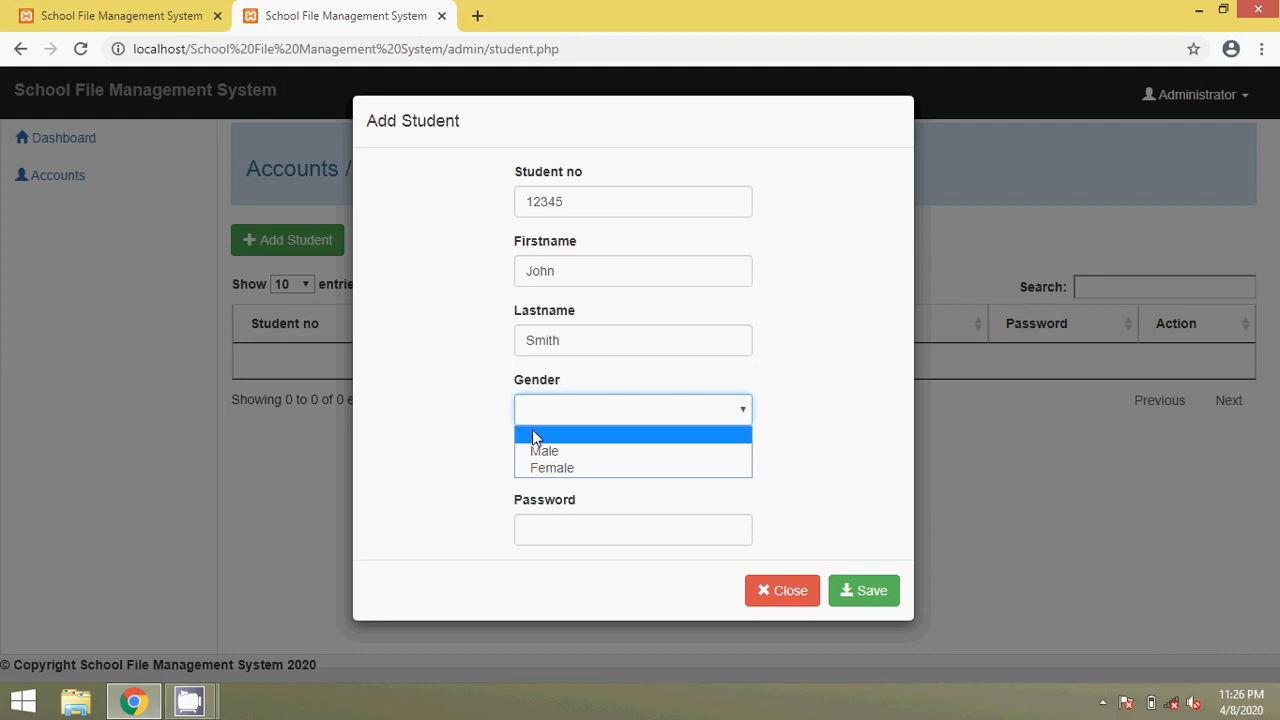 School File Management System
School File Management System
localhost/School%20File%20Management%20System/admin/student.php
School File Management System
Administrator
Dashboard
Accounts
Accounts /
Add Student
Show 10 entrie
Search:
Student no
Password
Action
Showing 0 to 0 of 0 e
Previous
Next
Add Student
Student no
12345
Firstname
John
Lastname
Smith
Gender
Male
Female
Password
Close
Save
© Copyright School File Management System 2020
11:26 PM
4/8/2020